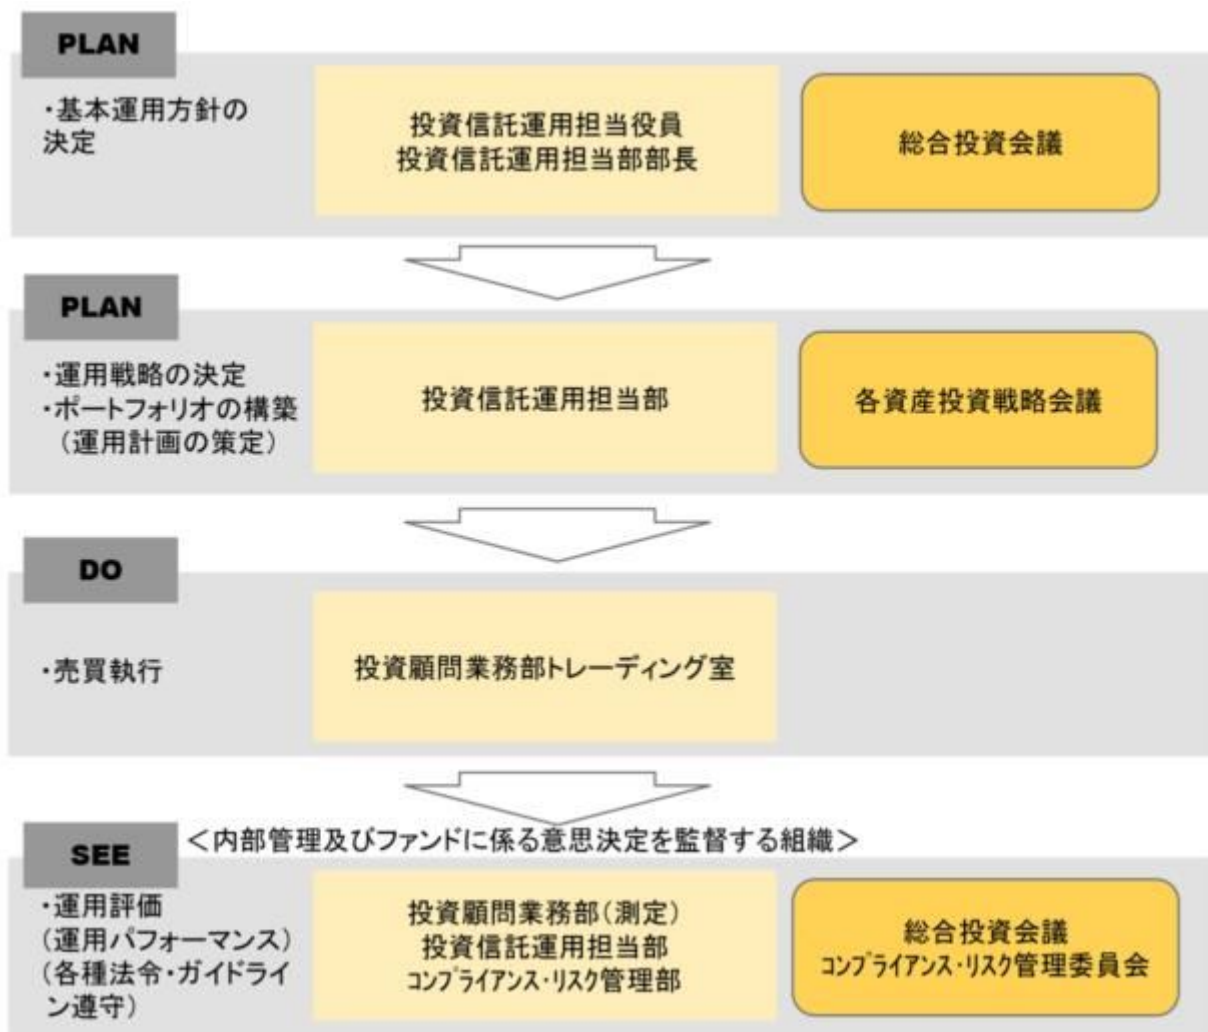 PLAN
・基本運用方針の
決定
投資信託運用担当役員
投資信託運用担当部部長
総合投資会議
PLAN
・運用戦略の決定
・ポートフォリオの構築
（運用計画の策定）
投資信託運用担当部
各資産投資戦略会議
DO
・売買執行
投資顧問業務部トレーディング室
＜内部管理及びファンドに係る意思決定を監督する組織＞
SEE
・運用評価
（運用パフォーマンス）
（各種法令・ガイドライ
ン遵守）
投資顧問業務部（測定）
投資信託運用担当部
ｺﾝﾌﾟﾗｲｱﾝｽ・ﾘｽｸ管理部
総合投資会議
ｺﾝﾌﾟﾗｲｱﾝｽ・ﾘｽｸ管理委員会